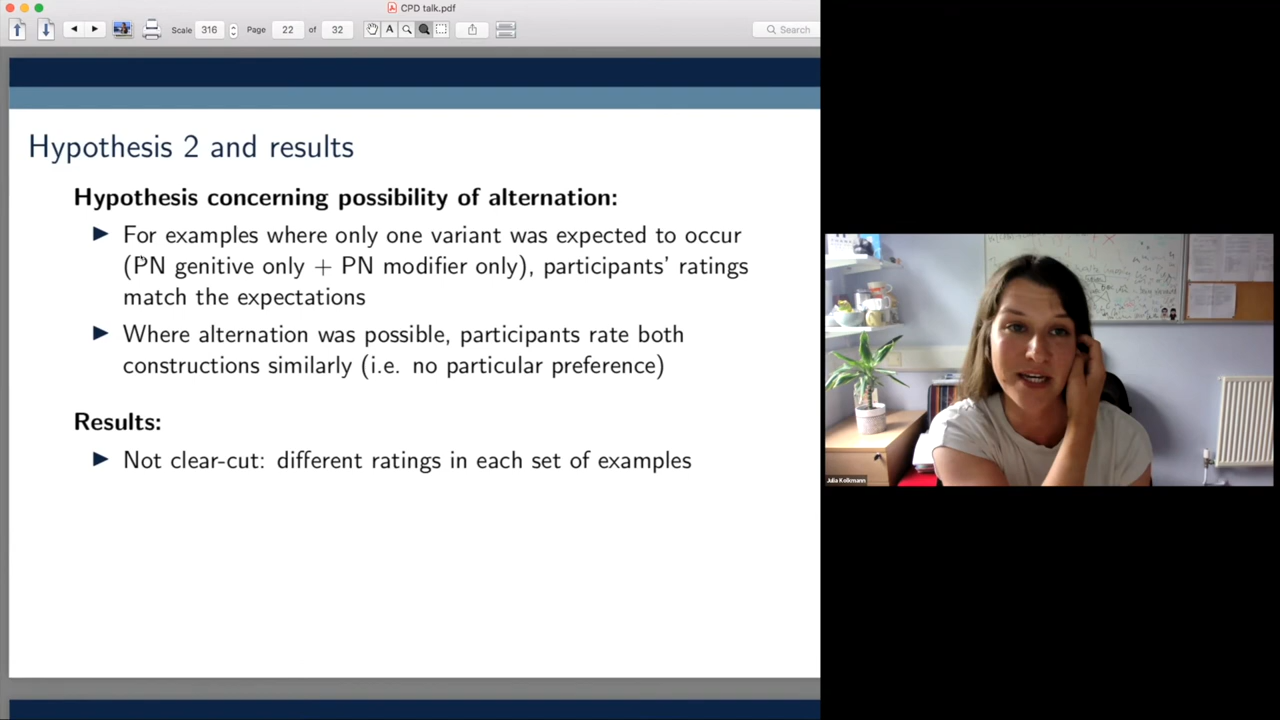 CPD talk.pdf
Scale 316 Page 22 of 32 Search
Hypothesis 2 and results
Hypothesis concerning possibility of alternation:
For examples where only one variant was expected to occur
(PN genitive only + PN modifier only), participants' ratings
match the expectations
Where alternation was possible, participants rate both
constructions similarly (i.e. no particular preference)
Results:
Not clear-cut: different ratings in each set of examples
Julia Kolkmann